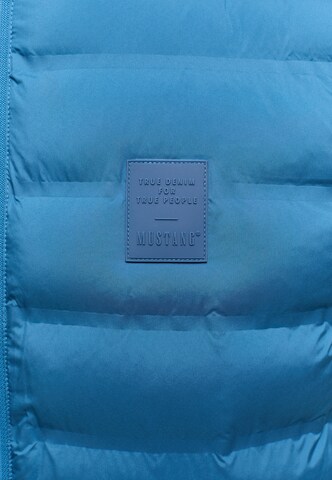 TRUE DENIM
FOR
TRUE PEOPLE
MUSTANG®